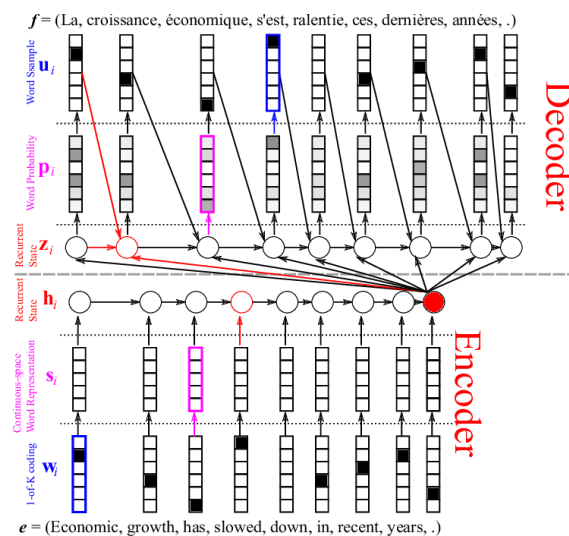 f = (La, croissance, économique, s'est, ralentie, ces, dernières, années, .)
Word Ssample
u_i
Word Probability
p_i
Recurrent
State
z_i
Decoder
Recurrent
State
h_i
Continuous-space
Word Representation
s_i
1-of-K coding
w_i
Encoder
e = (Economic, growth, has, slowed, down, in, recent, years, .)